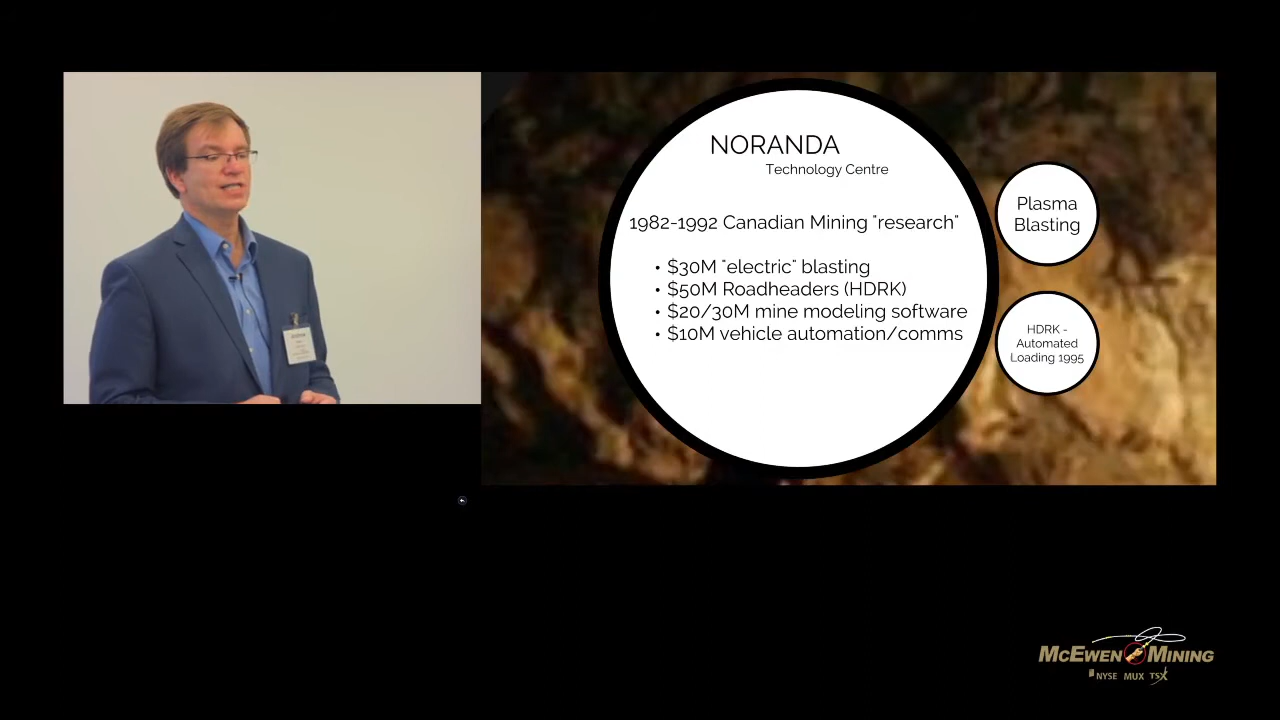 NORANDA
Technology Centre
1982-1992 Canadian Mining "research"
• $30M "electric" blasting
• $50M Roadheaders (HDRK)
• $20/30M mine modeling software
• $10M vehicle automation/comms
Plasma
Blasting
HDRK -
Automated
Loading 1995
McEWEN MINING
NYSE MUX TSX